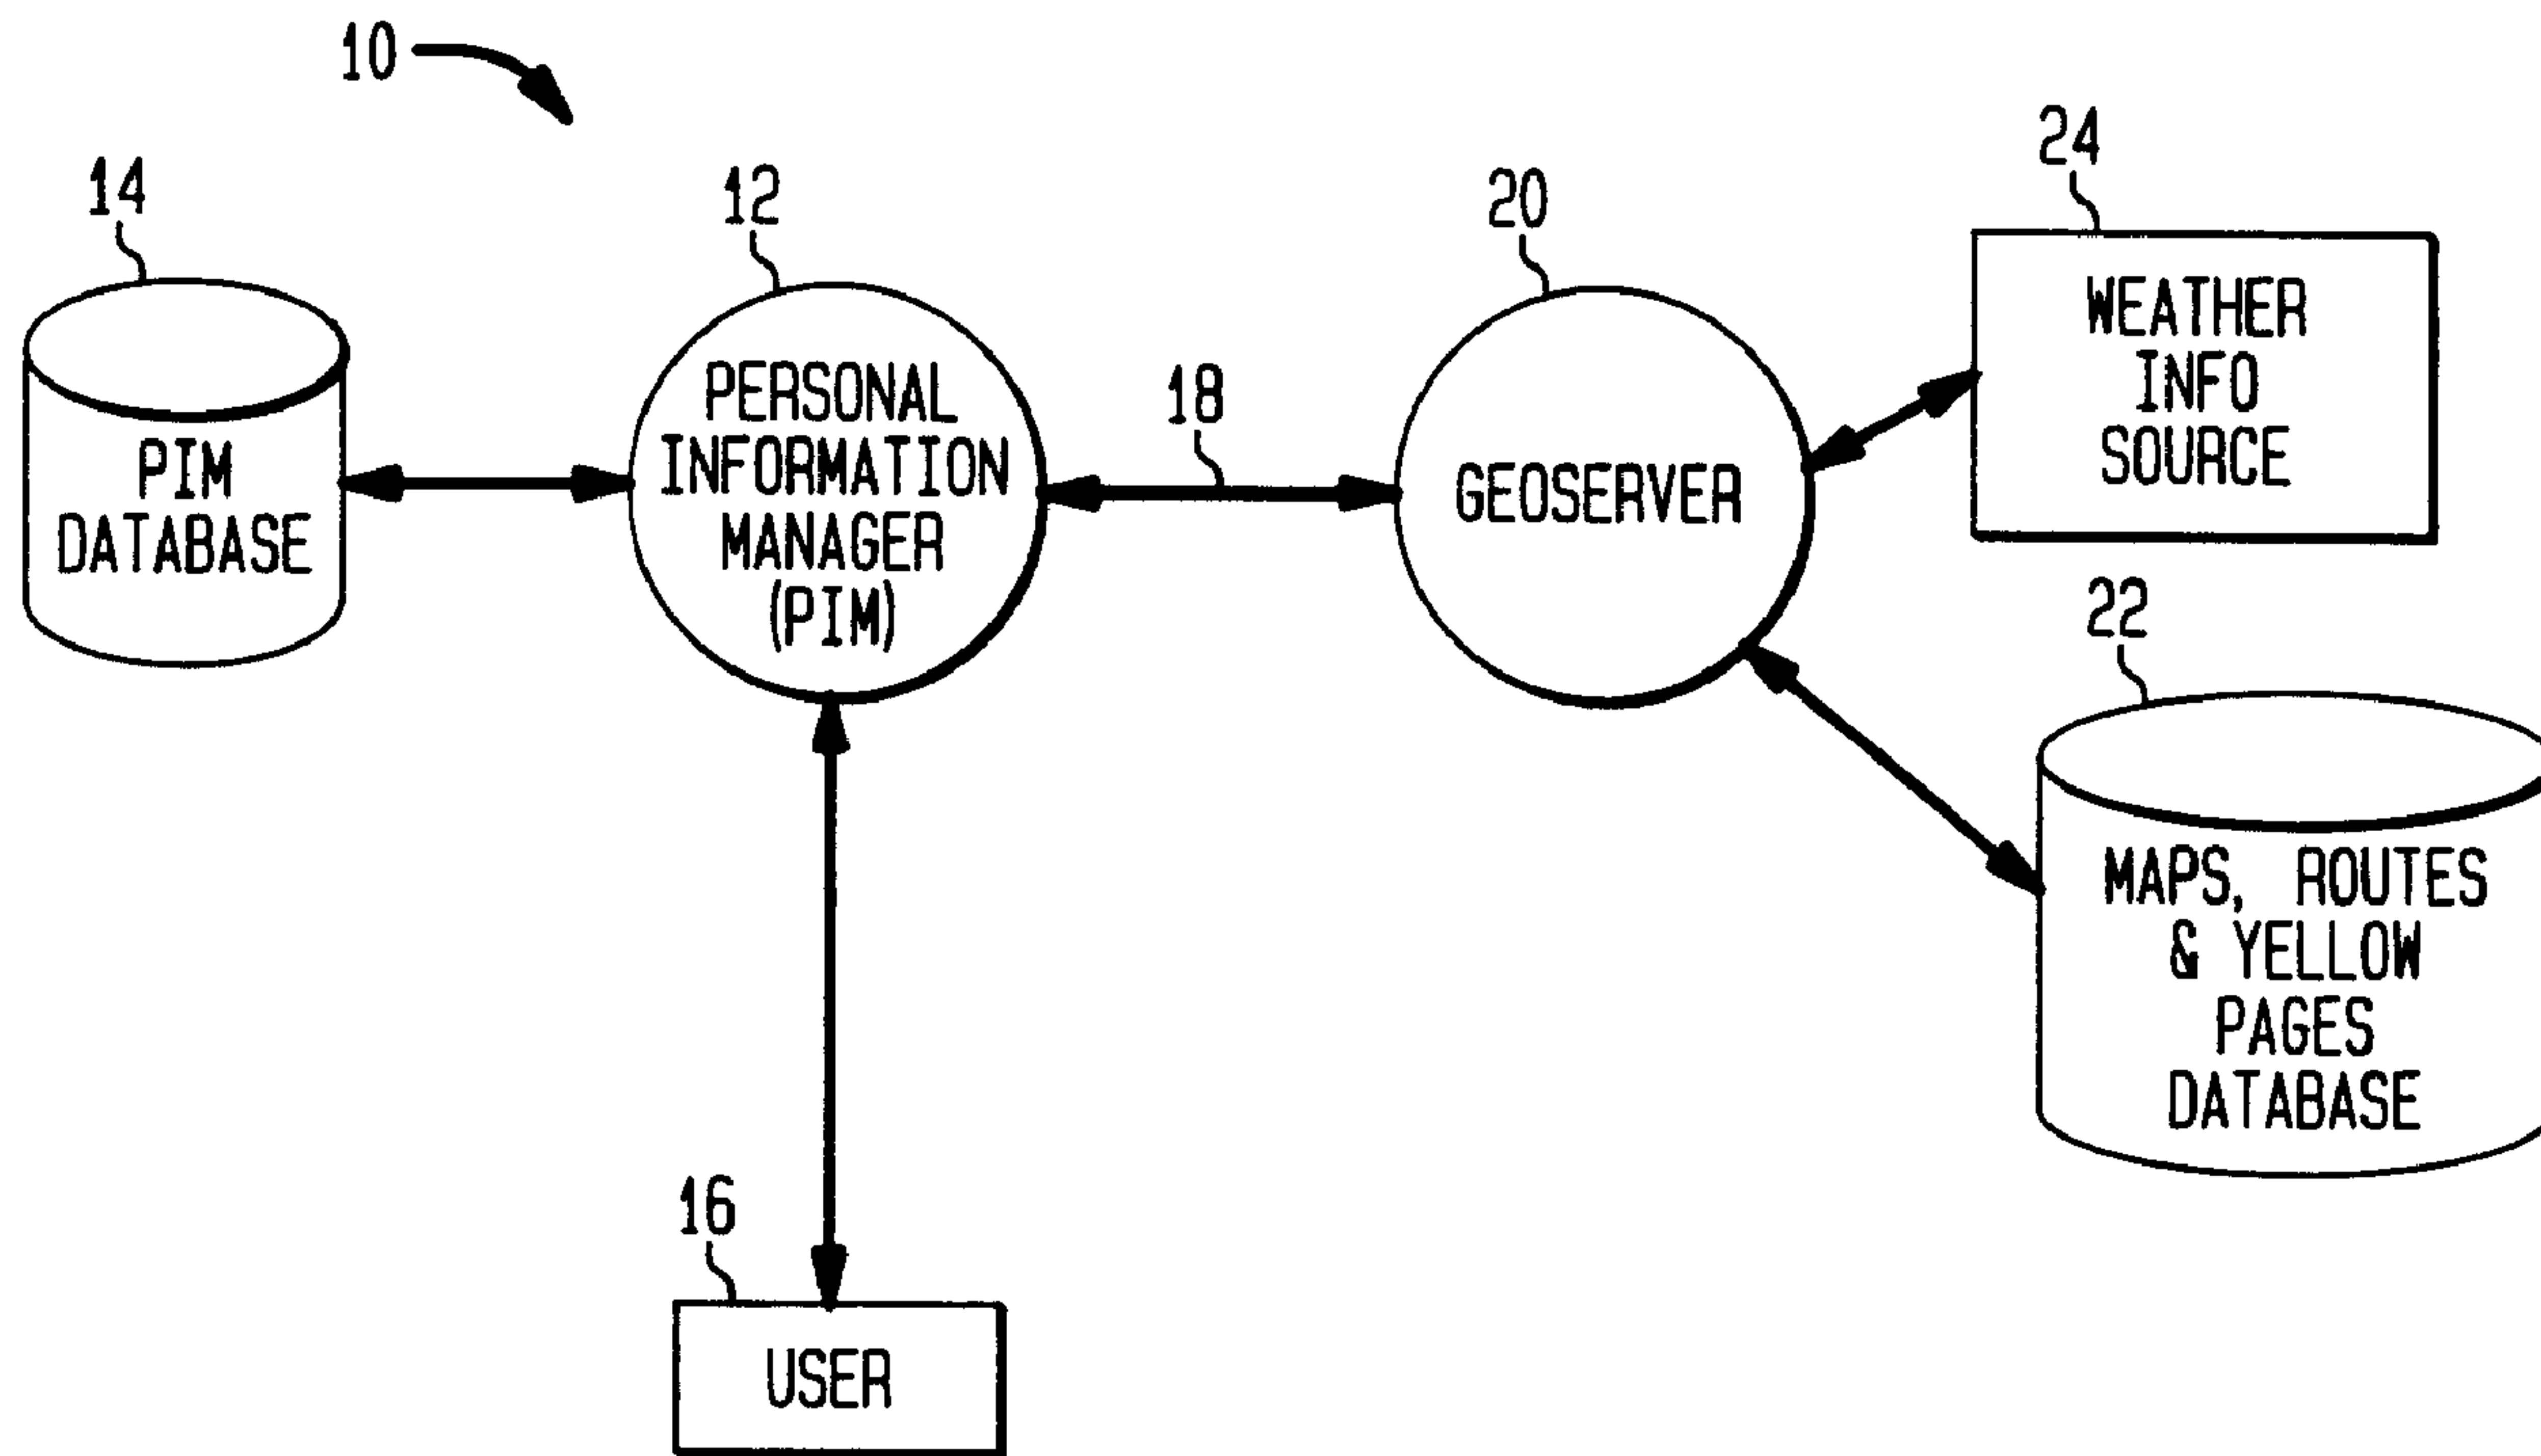 10
14
PIM
DATABASE
12
PERSONAL
INFORMATION
MANAGER
(PIM)
18
20
GEOSERVER
24
WEATHER
INFO
SOURCE
22
MAPS, ROUTES
& YELLOW
PAGES
DATABASE
16
USER